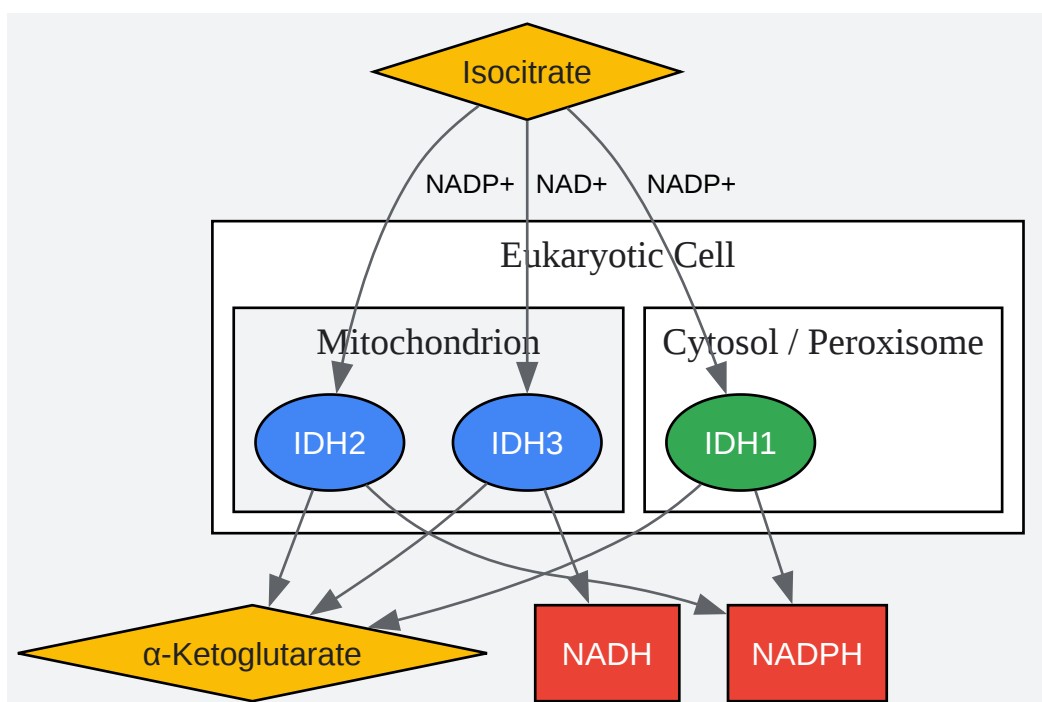 Isocitrate
NADP+
NAD+
NADP+
Eukaryotic Cell
Mitochondrion
Cytosol / Peroxisome
IDH2
IDH3
IDH1
α-Ketoglutarate
NADH
NADPH